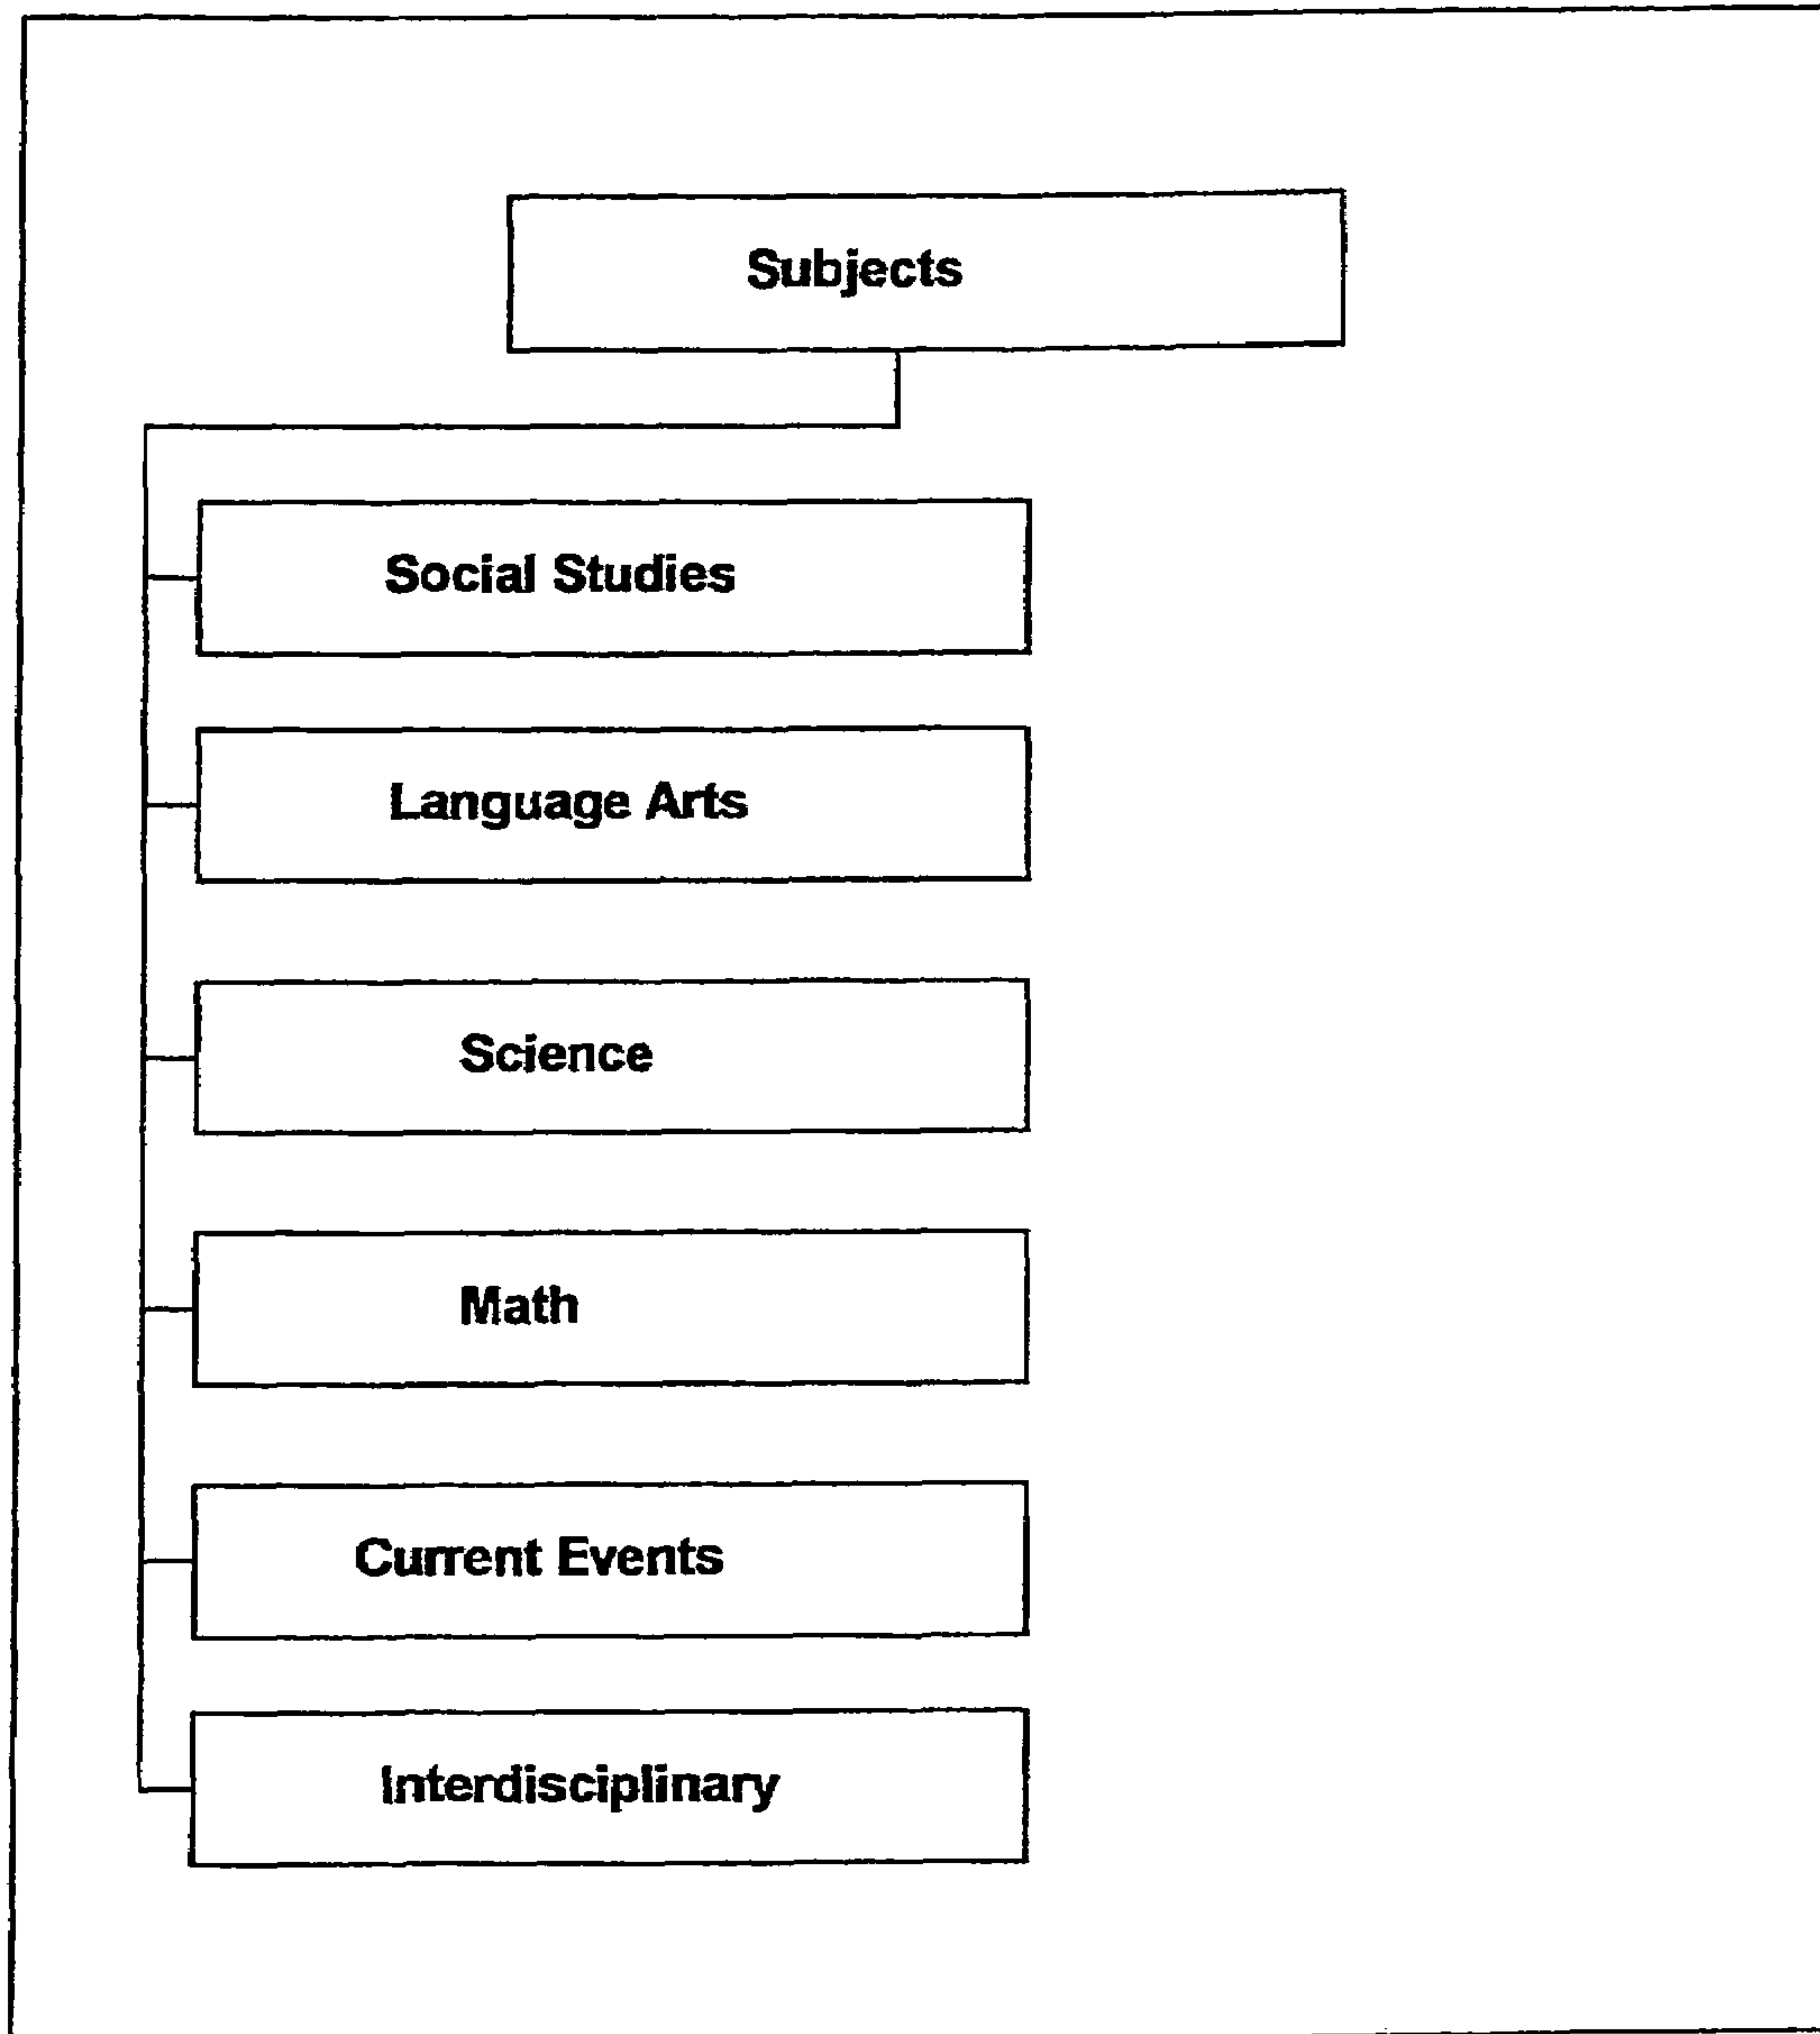 Subjects
Social Studies
Language Arts
Science
Math
Current Events
Interdisciplinary